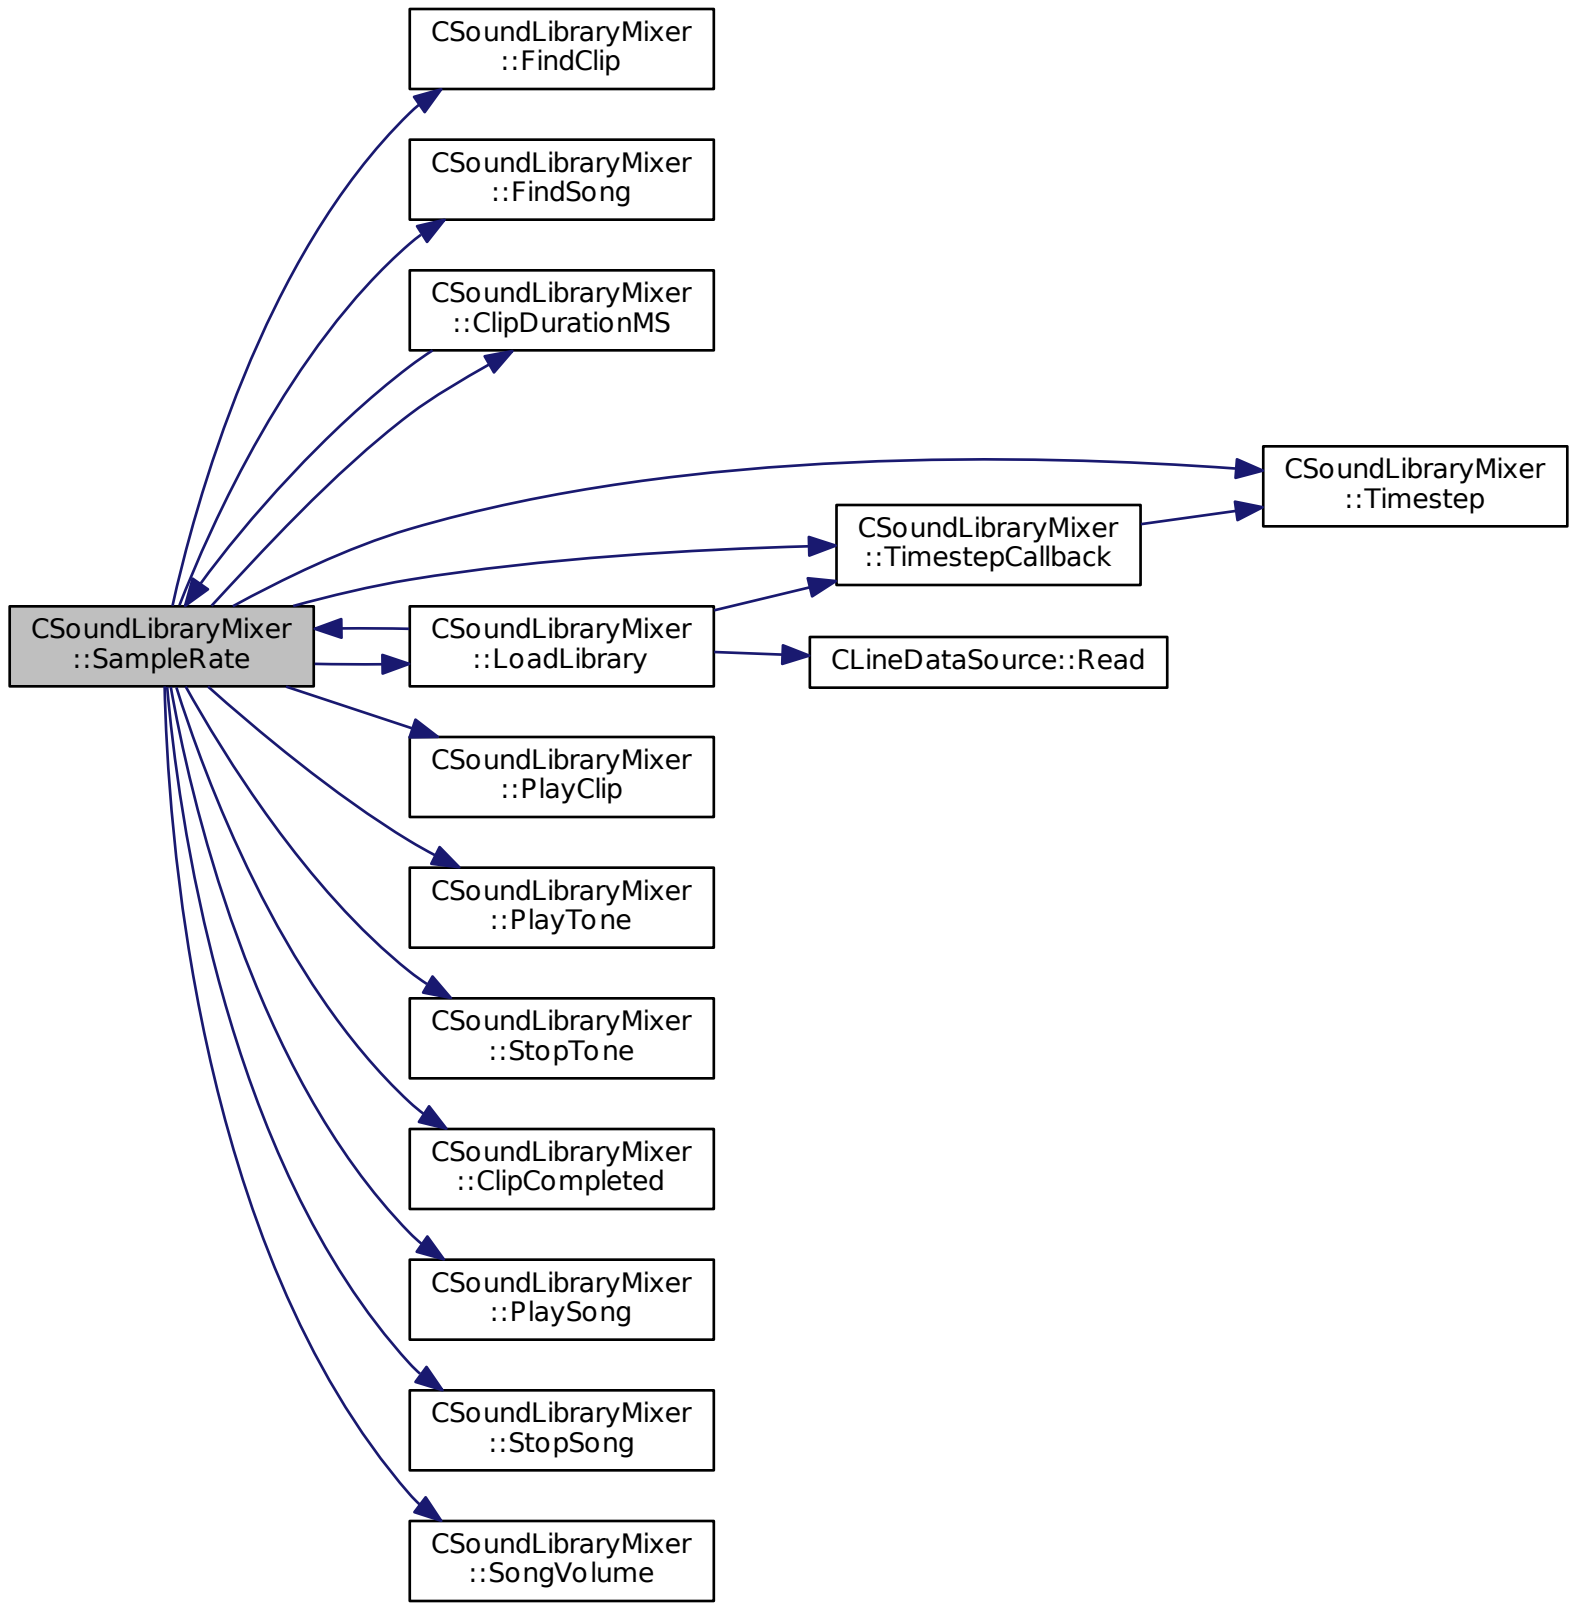 CSoundLibraryMixer
::FindClip
CSoundLibraryMixer
::FindSong
CSoundLibraryMixer
::ClipDurationMS
CSoundLibraryMixer
::Timestep
CSoundLibraryMixer
::TimestepCallback
CSoundLibraryMixer
::SampleRate
CSoundLibraryMixer
::LoadLibrary
CLineDataSource::Read
CSoundLibraryMixer
::PlayClip
CSoundLibraryMixer
::PlayTone
CSoundLibraryMixer
::StopTone
CSoundLibraryMixer
::ClipCompleted
CSoundLibraryMixer
::PlaySong
CSoundLibraryMixer
::StopSong
CSoundLibraryMixer
::SongVolume